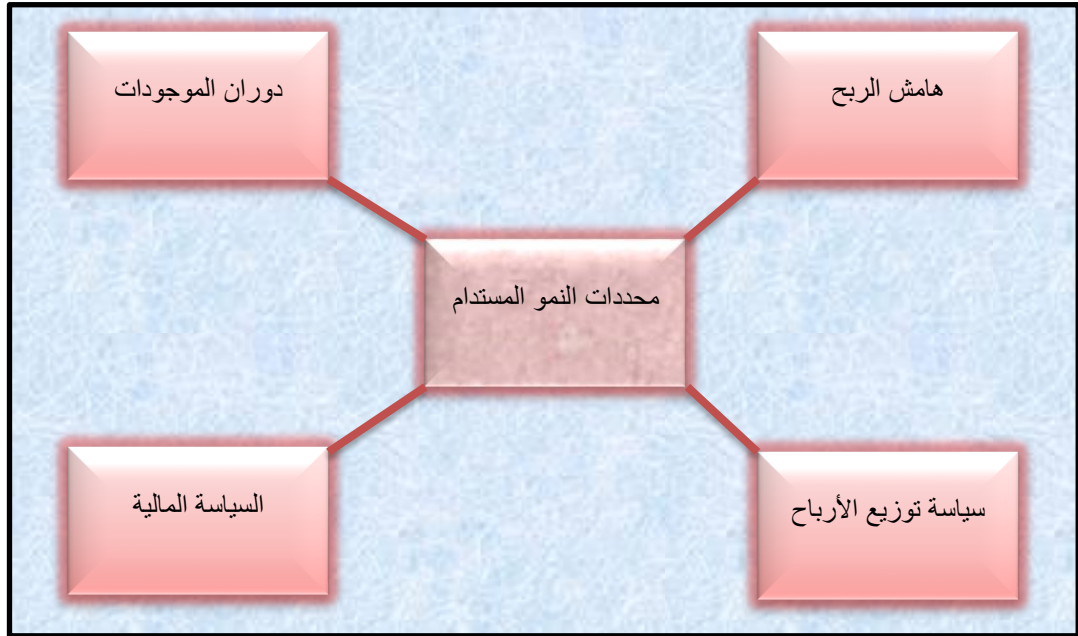 هامش الربح
دوران الموجودات
محددات النمو المستدام
سياسة توزيع الأرباح
السياسة المالية